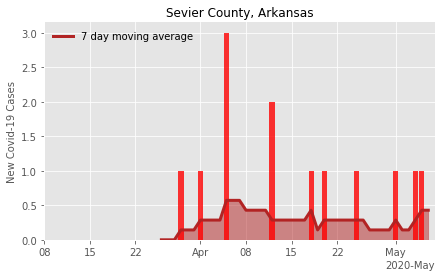 Sevier County, Arkansas
7 day moving average
New Covid-19 Cases
3.0
2.5
2.0
1.5
1.0
0.5
0.0
08 15 22 Apr 08 15 22 May
2020-May